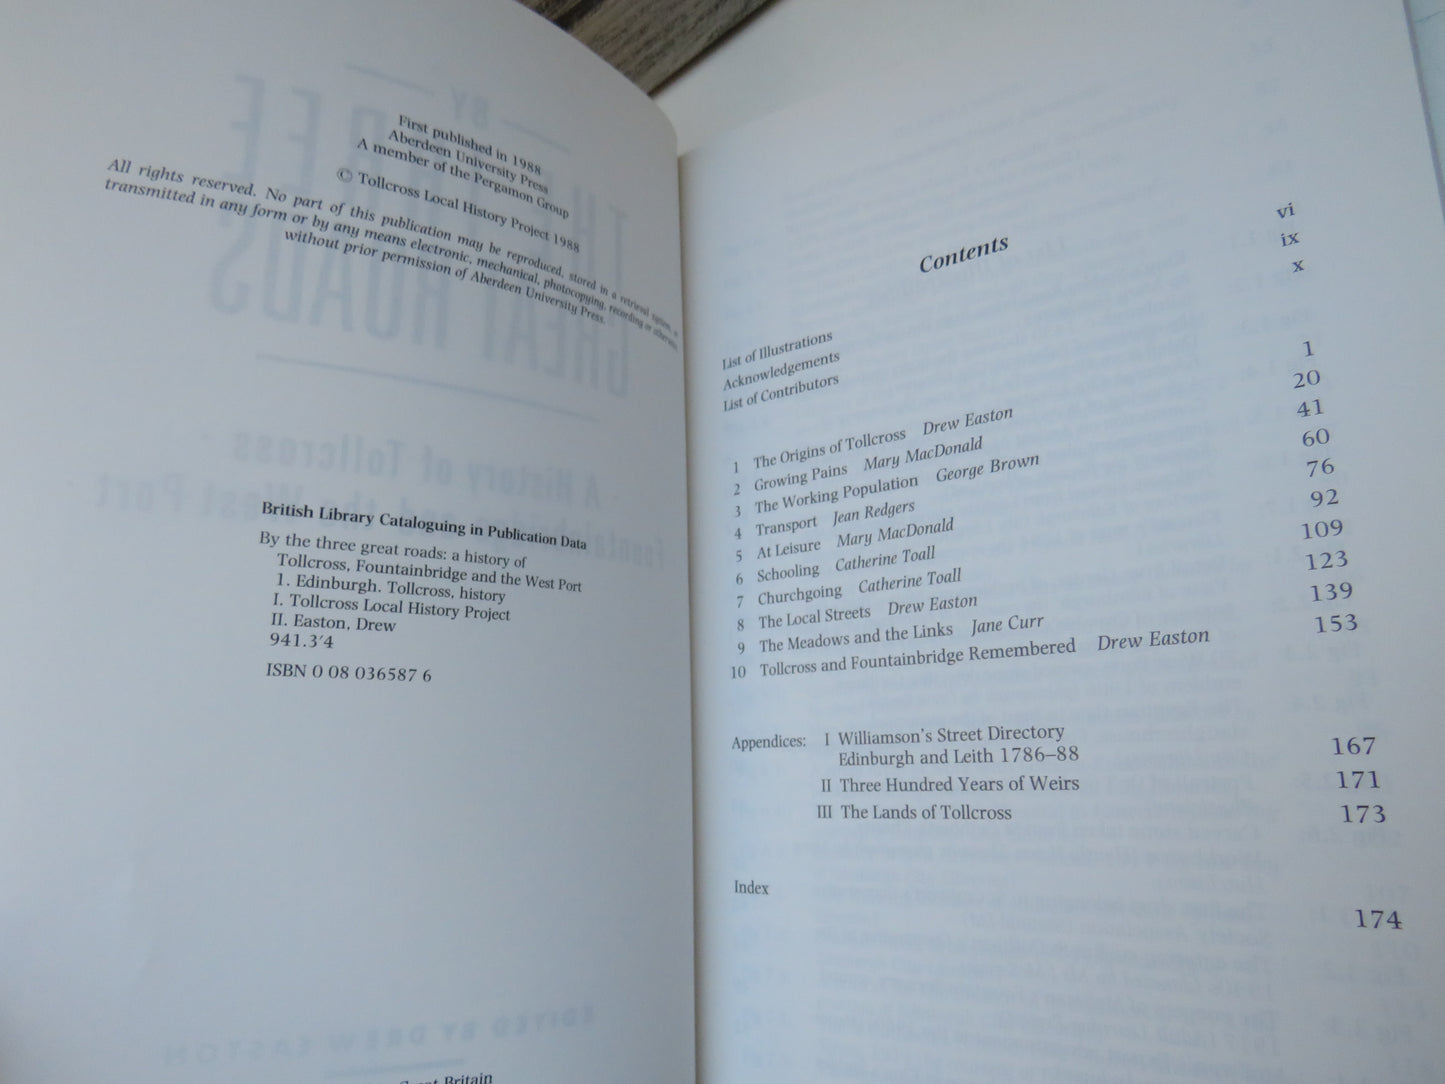 First published in 1988
Aberdeen University Press
A member of the Pergamon Group
© Tollcross Local History Project 1988
All rights reserved. No part of this publication may be reproduced, stored in a retrieval system, or
transmitted in any form or by any means electronic, mechanical, photocopying, recording or otherwise
without prior permission of Aberdeen University Press.
British Library Cataloguing in Publication Data
By the three great roads: a history of
Tollcross, Fountainbridge and the West Port
1. Edinburgh. Tollcross, history
I. Tollcross Local History Project
II. Easton, Drew
941.3'4
ISBN 0 08 036587 6
Great Britain
Contents
List of Illustrations vi
Acknowledgements ix
List of Contributors x
1 The Origins of Tollcross Drew Easton 1
2 Growing Pains Mary MacDonald 20
3 The Working Population George Brown 41
4 Transport Jean Redgers 60
5 At Leisure Mary MacDonald 76
6 Schooling Catherine Toall 92
7 Churchgoing Catherine Toall 109
8 The Local Streets Drew Easton 123
9 The Meadows and the Links Jane Curr 139
10 Tollcross and Fountainbridge Remembered Drew Easton 153
Appendices: I Williamson's Street Directory
Edinburgh and Leith 1786–88 167
II Three Hundred Years of Weirs 171
III The Lands of Tollcross 173
Index 174